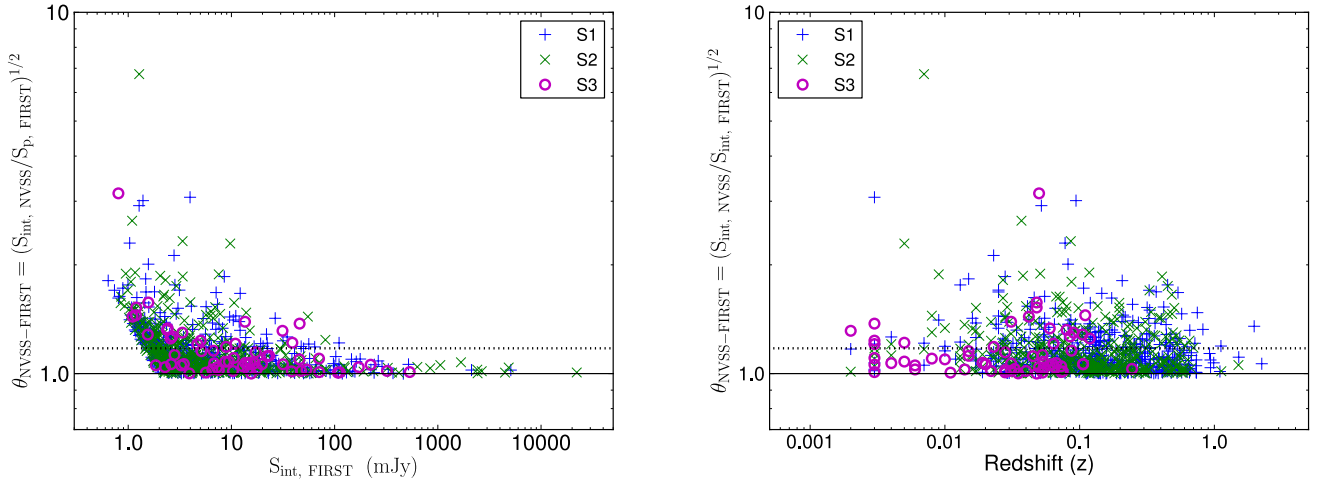 10
S1
S2
S3
θNVSS−FIRST = (Sint, NVSS/Sp, FIRST)^1/2
1.0
1.0
10
100
1000
10000
Sint, FIRST (mJy)
10
S1
S2
S3
θNVSS−FIRST = (Sint, NVSS/Sint, FIRST)^1/2
1.0
0.001
0.01
0.1
1.0
Redshift (z)